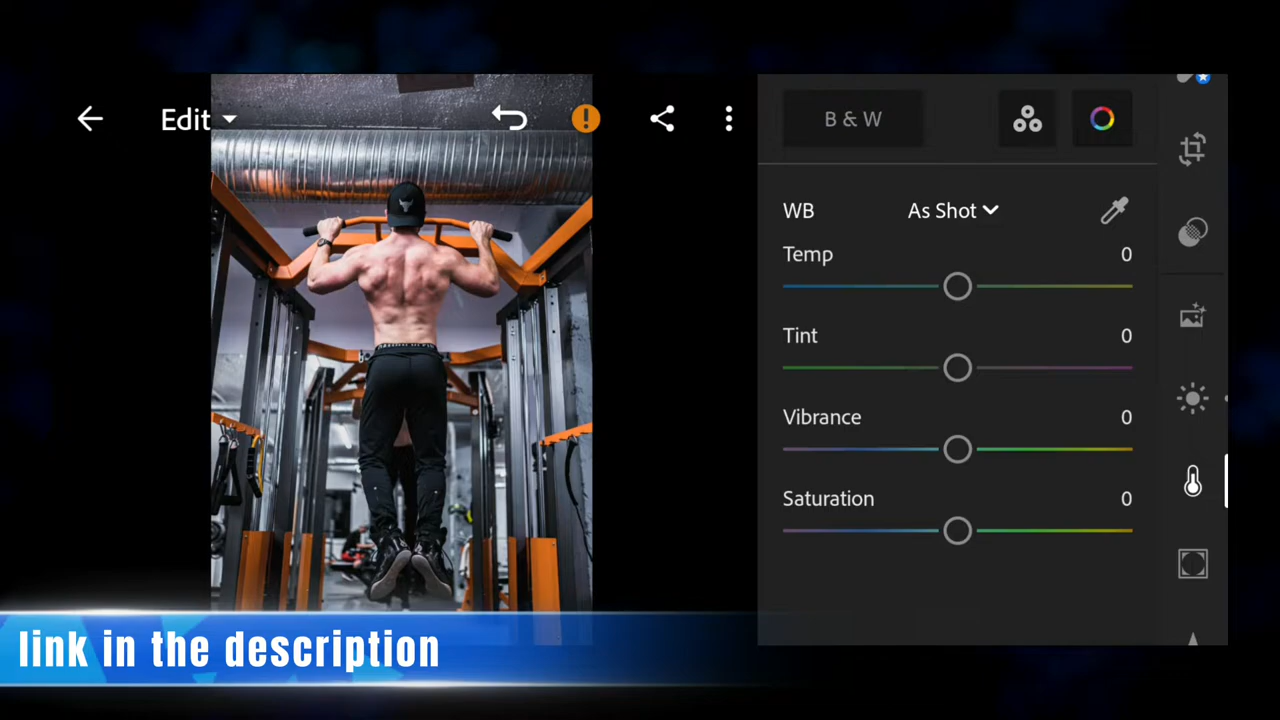 Edit
B & W
WB As Shot
Temp 0
Tint 0
Vibrance 0
Saturation 0
link in the description